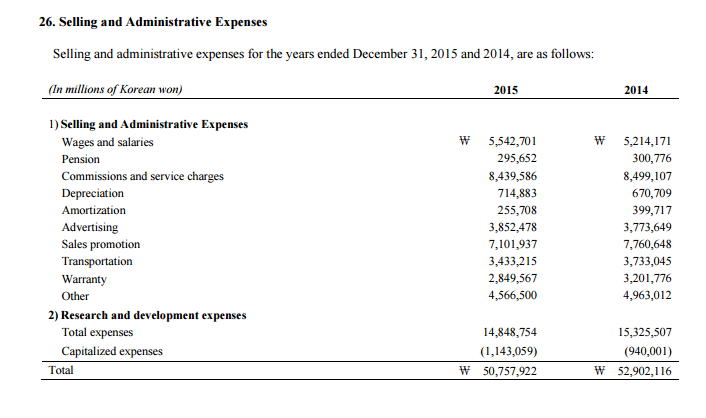 26. Selling and Administrative Expenses
Selling and administrative expenses for the years ended December 31, 2015 and 2014, are as follows:
(In millions of Korean won) 2015 2014
1) Selling and Administrative Expenses
Wages and salaries ₩ 5,542,701 ₩ 5,214,171
Pension 295,652 300,776
Commissions and service charges 8,439,586 8,499,107
Depreciation 714,883 670,709
Amortization 255,708 399,717
Advertising 3,852,478 3,773,649
Sales promotion 7,101,937 7,760,648
Transportation 3,433,215 3,733,045
Warranty 2,849,567 3,201,776
Other 4,566,500 4,963,012
2) Research and development expenses
Total expenses 14,848,754 15,325,507
Capitalized expenses (1,143,059) (940,001)
Total ₩ 50,757,922 ₩ 52,902,116